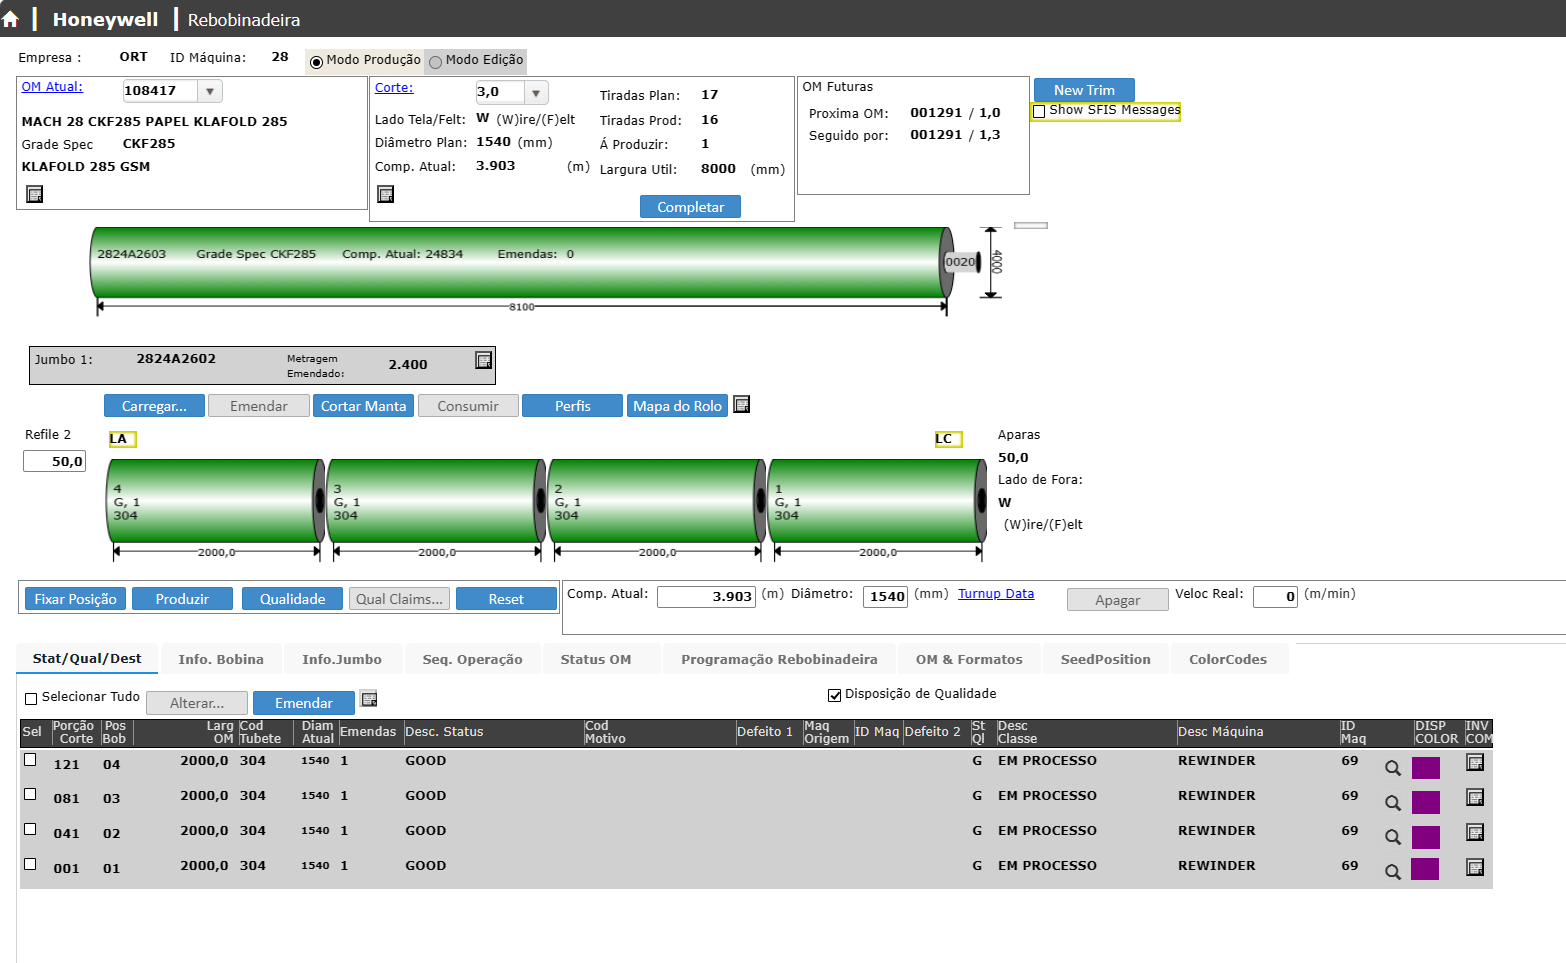 Honeywell Rebobinadeira
Empresa : ORT ID Máquina: 28 Modo Produção Modo Edição
OM Atual: 108417
MACH 28 CKF285 PAPEL KLAFOLD 285
Grade Spec CKF285
KLAFOLD 285 GSM
Corte: 3,0
Lado Tela/Felt: W (W)ire/(F)elt
Diâmetro Plan: 1540 (mm)
Comp. Atual: 3.903 (m)
Tiradas Plan: 17
Tiradas Prod: 16
Á Produzir: 1
Largura Util: 8000 (mm)
Completar
OM Futuras
Proxima OM: 001291 / 1,0
Seguido por: 001291 / 1,3
New Trim
Show SFIS Messages
2824A2603 Grade Spec CKF285 Comp. Atual: 24834 Emendas: 0
0020
4000
8100
Jumbo 1: 2824A2602 Metragem Emendado: 2.400
Carregar... Emendar Cortar Manta Consumir Perfis Mapa do Rolo
Refile 2
50,0
LA LC
4
G, 1
304
3
G, 1
304
2
G, 1
304
1
G, 1
304
2000,0 2000,0 2000,0 2000,0
Aparas
50,0
Lado de Fora:
W
(W)ire/(F)elt
Fixar Posição Produzir Qualidade Qual Claims... Reset
Comp. Atual: 3.903 (m) Diâmetro: 1540 (mm) Turnup Data Apagar Veloc Real: 0 (m/min)
Stat/Qual/Dest Info. Bobina Info.Jumbo Seq. Operação Status OM Programação Rebobinadeira OM & Formatos SeedPosition ColorCodes
Selecionar Tudo Alterar... Emendar Disposição de Qualidade
Sel Porção Corte Pos Bob Larg OM Cod Tubete Diam Atual Emendas Desc. Status Cod Motivo Defeito 1 Maq Origem ID Maq Defeito 2 St Ql Desc Classe Desc Máquina ID Maq DISP COLOR INV COM
121 04 2000,0 304 1540 1 GOOD G EM PROCESSO REWINDER 69
081 03 2000,0 304 1540 1 GOOD G EM PROCESSO REWINDER 69
041 02 2000,0 304 1540 1 GOOD G EM PROCESSO REWINDER 69
001 01 2000,0 304 1540 1 GOOD G EM PROCESSO REWINDER 69